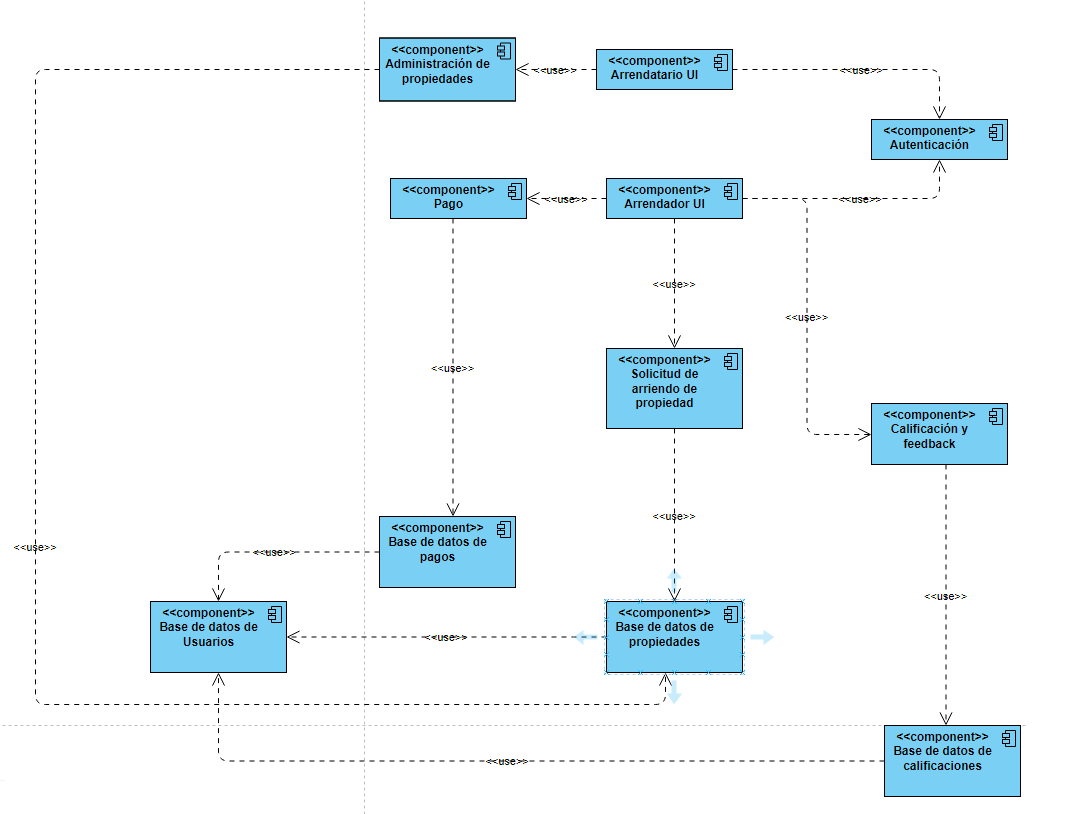 <<component>>
Administración de
propiedades
<<use>>
<<component>>
Arrendatario UI
<<use>>
<<component>>
Autenticación
<<component>>
Pago
<<use>>
<<component>>
Arrendador UI
<<use>>
<<use>>
<<use>>
<<use>>
<<component>>
Solicitud de
arriendo de
propiedad
<<component>>
Calificación y
feedback
<<use>>
<<component>>
Base de datos de
pagos
<<use>>
<<use>>
<<use>>
<<component>>
Base de datos de
Usuarios
<<use>>
<<component>>
Base de datos de
propiedades
<<component>>
Base de datos de
calificaciones
<<use>>